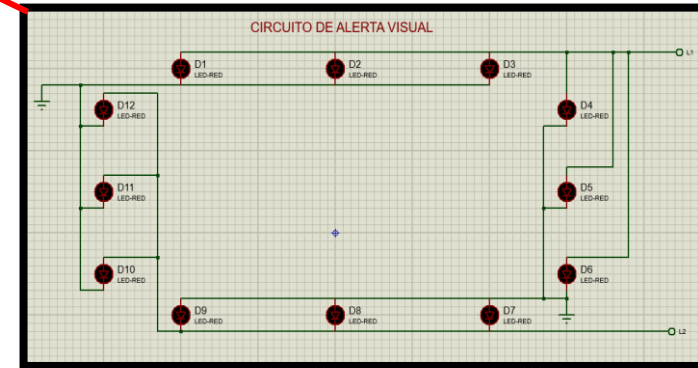 CIRCUITO DE ALERTA VISUAL
L1
D1
LED-RED
D2
LED-RED
D3
LED-RED
D12
LED-RED
D4
LED-RED
D11
LED-RED
D5
LED-RED
D10
LED-RED
D6
LED-RED
D9
LED-RED
D8
LED-RED
D7
LED-RED
L2